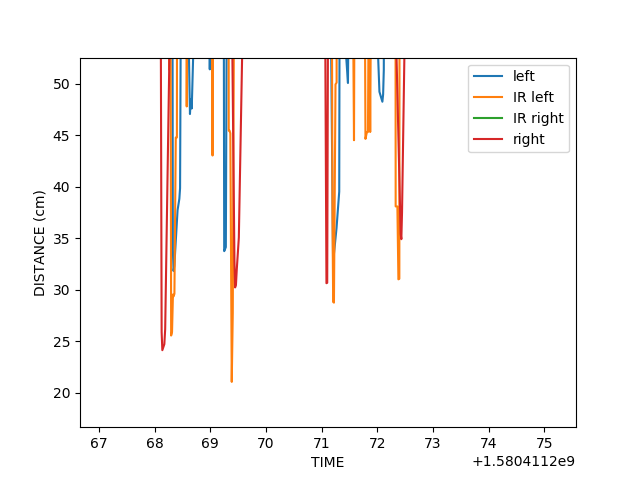 50
45
40
35
30
25
20
DISTANCE (cm)
left
IR left
IR right
right
67 68 69 70 71 72 73 74 75
TIME
+1.5804112e9